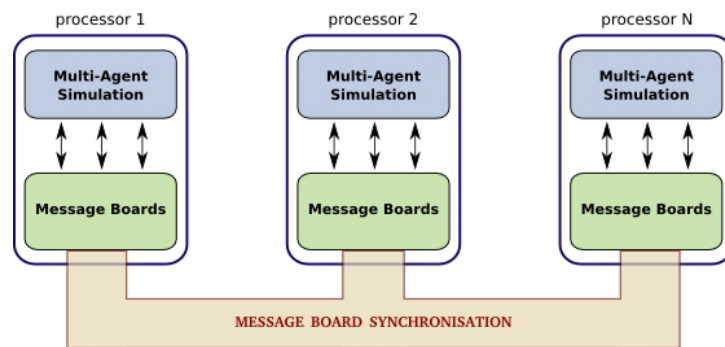 processor 1
processor 2
processor N
Multi-Agent
Simulation
Multi-Agent
Simulation
Multi-Agent
Simulation
Message Boards
Message Boards
Message Boards
MESSAGE BOARD SYNCHRONISATION